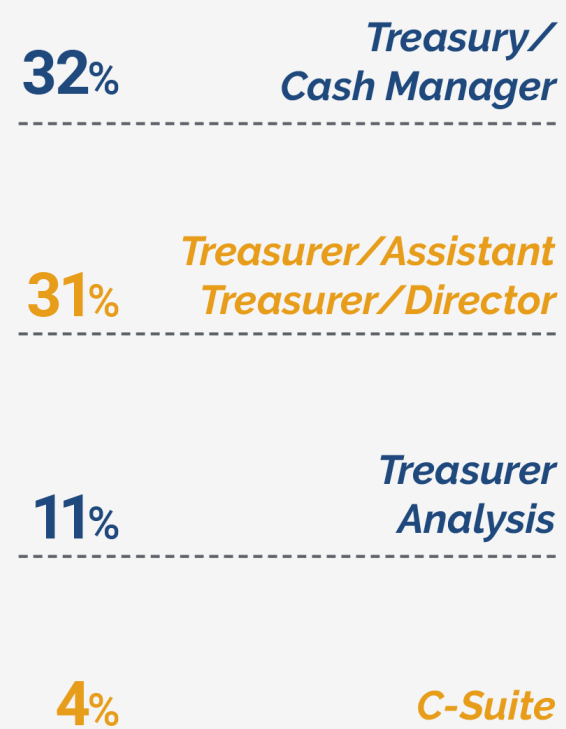 32% Treasury/
Cash Manager
31% Treasurer/Assistant
Treasurer/Director
11% Treasurer
Analysis
4% C-Suite